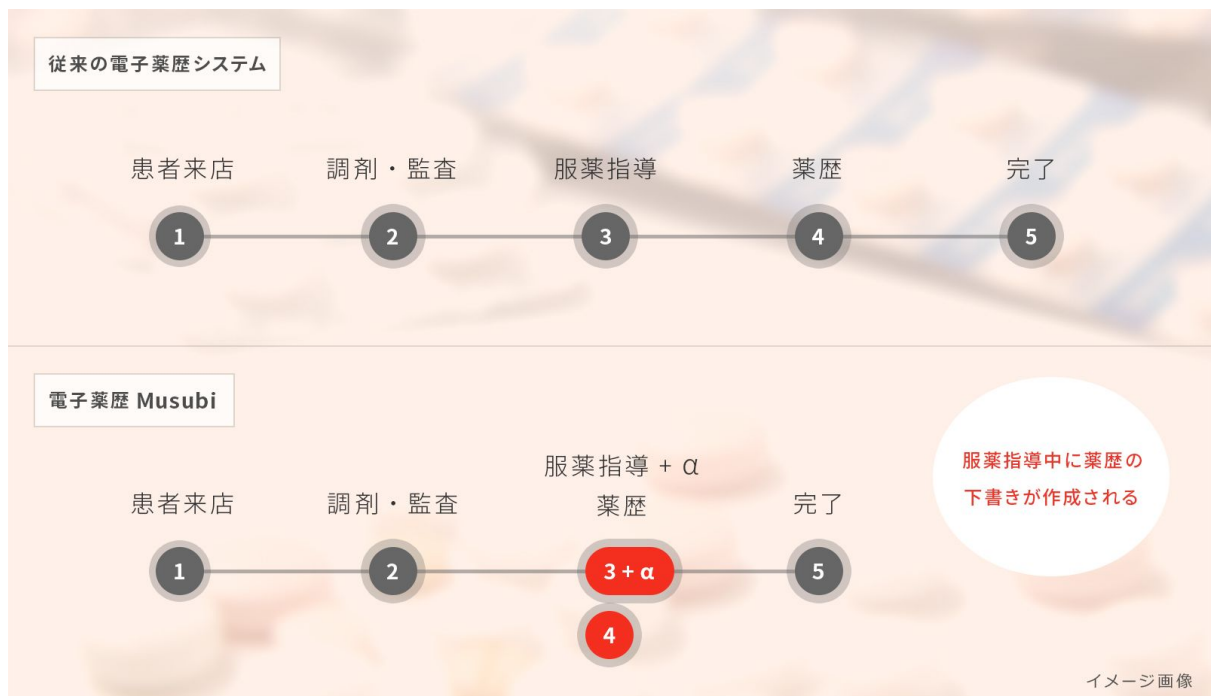 従来の電子薬歴システム
患者来店
調剤・監査
服薬指導
薬歴
完了
1
2
3
4
5
電子薬歴 Musubi
服薬指導中に薬歴の
下書きが作成される
患者来店
調剤・監査
服薬指導 + α
薬歴
完了
1
2
3 + α
5
4
イメージ画像